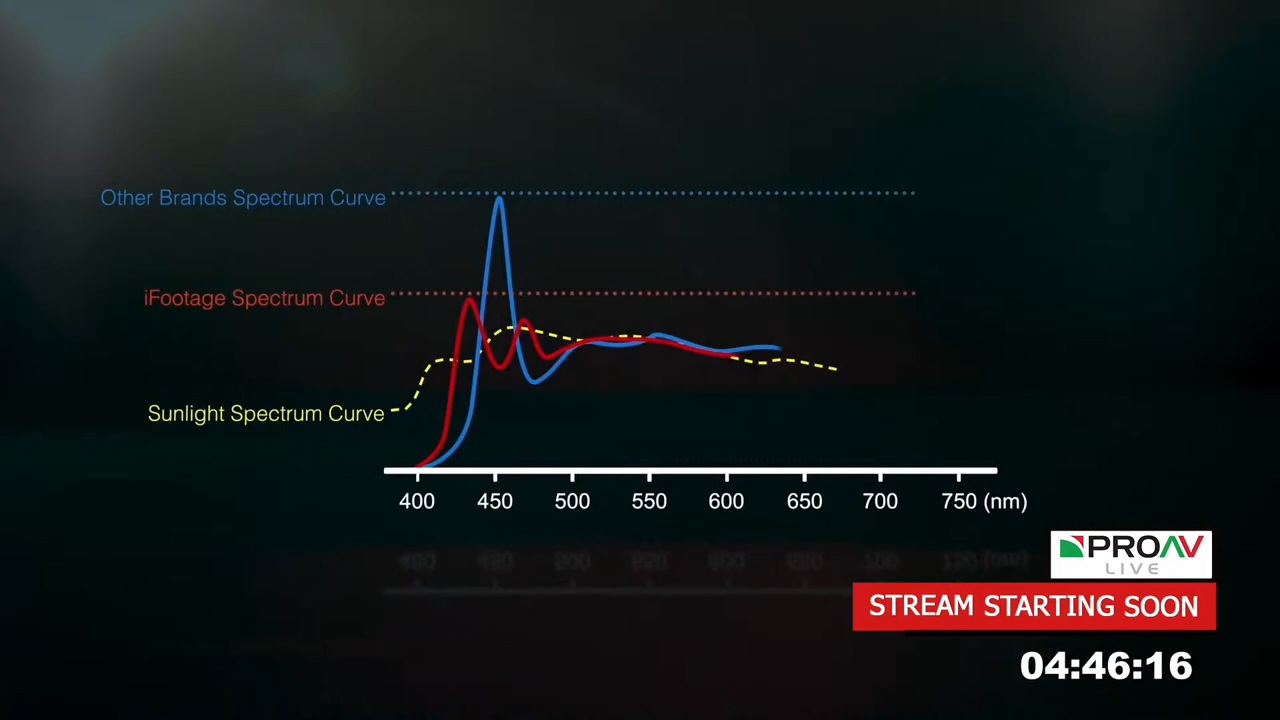 Other Brands Spectrum Curve
iFootage Spectrum Curve
Sunlight Spectrum Curve
400 450 500 550 600 650 700 750 (nm)
PROAV
LIVE
STREAM STARTING SOON
04:46:16